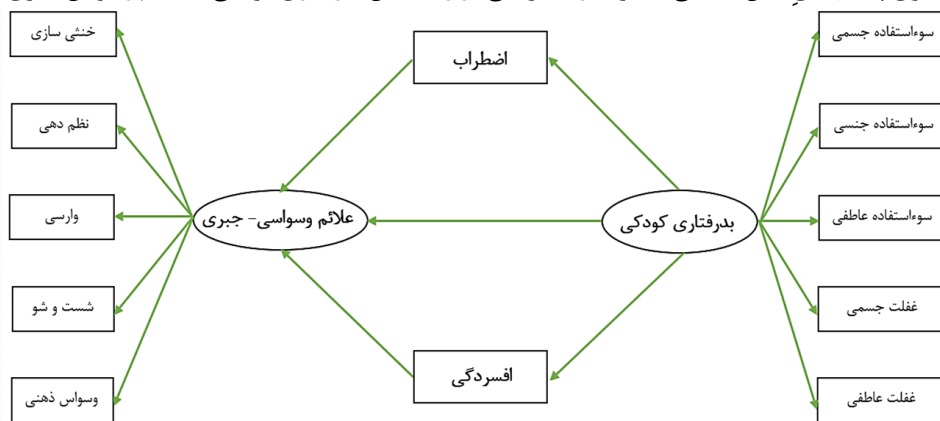 سوءاستفاده جسمی
سوءاستفاده جنسی
سوءاستفاده عاطفی
غفلت جسمی
غفلت عاطفی
بدرفتاری کودکی
اضطراب
افسردگی
علائم وسواسی- جبری
خنثی سازی
نظم دهی
وارسی
شست و شو
وسواس ذهنی